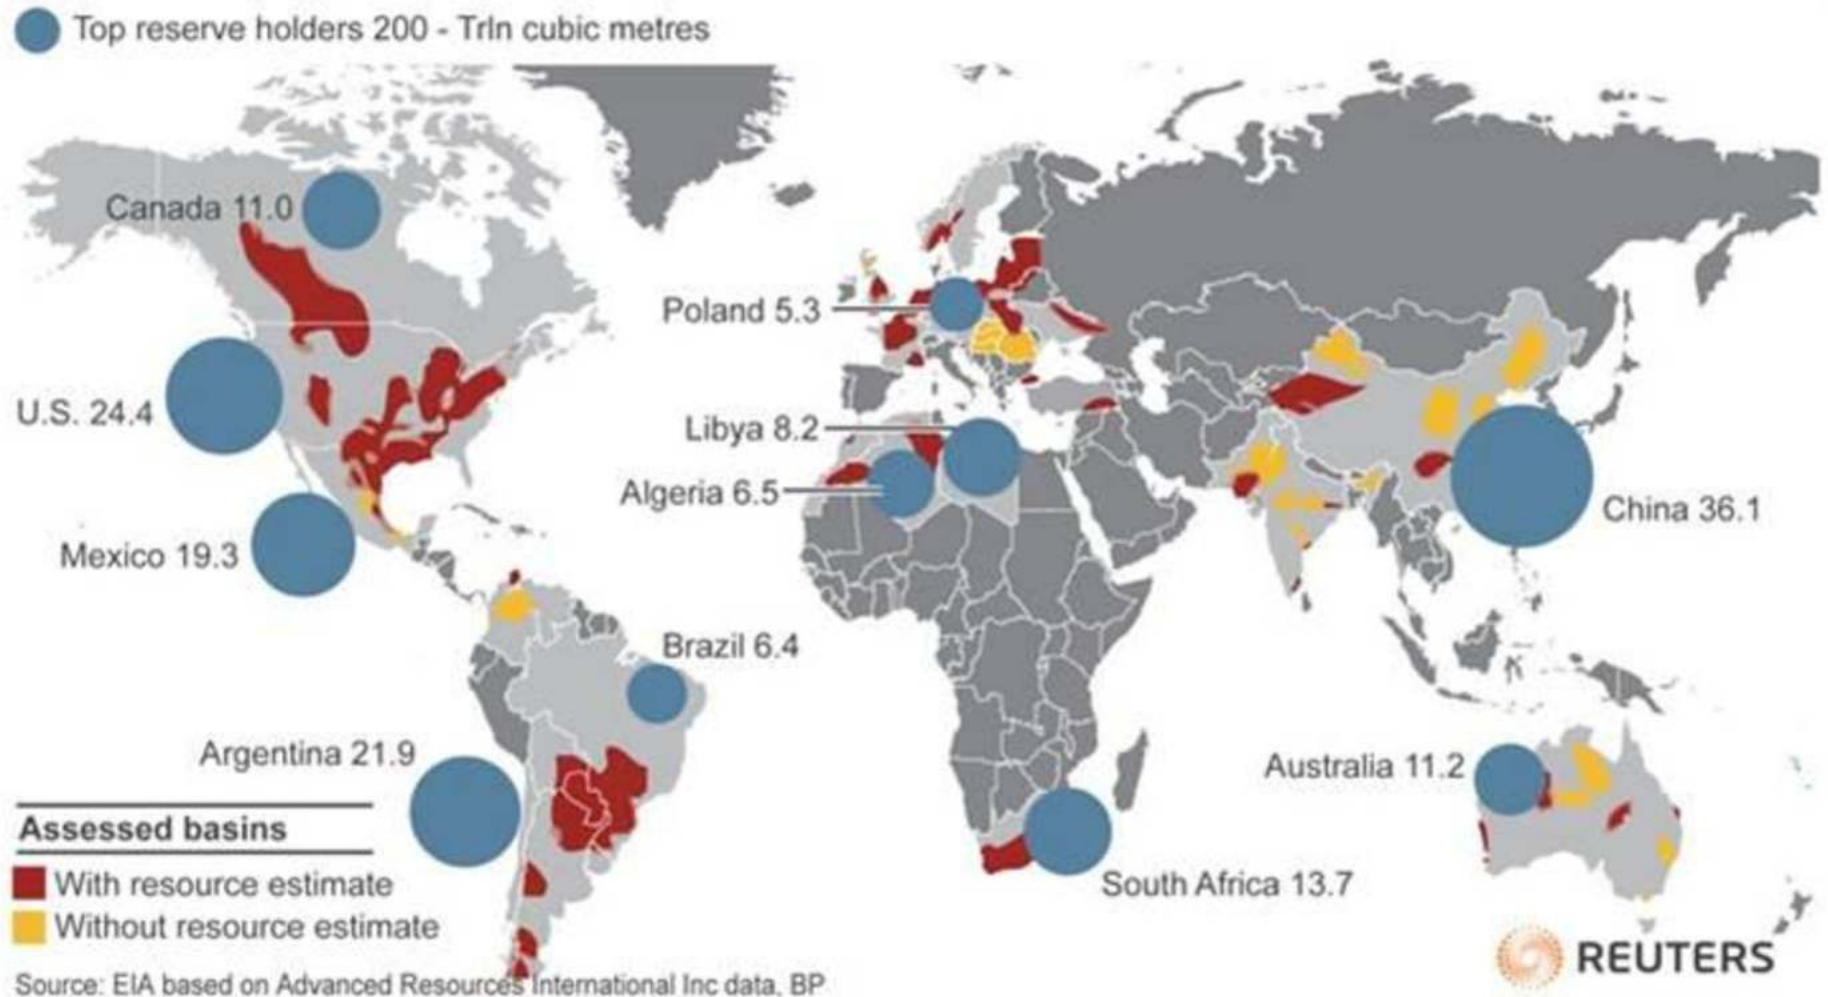 Top reserve holders 200 - Trln cubic metres
Canada 11.0
Poland 5.3
U.S. 24.4
Libya 8.2
Algeria 6.5
China 36.1
Mexico 19.3
Brazil 6.4
Argentina 21.9
Australia 11.2
South Africa 13.7
Assessed basins
With resource estimate
Without resource estimate
REUTERS
Source: EIA based on Advanced Resources International Inc data, BP